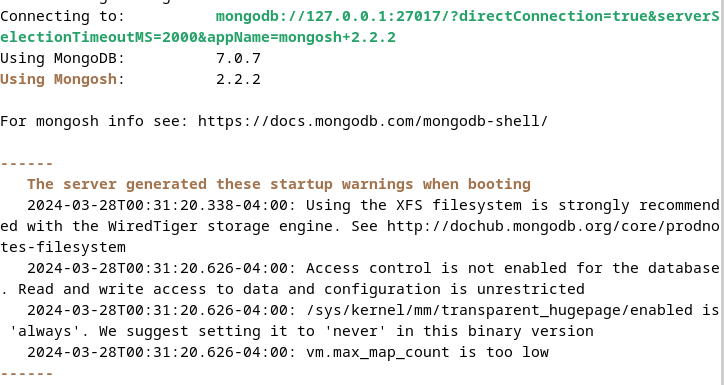 Connecting to:          mongodb://127.0.0.1:27017/?directConnection=true&serverS
electionTimeoutMS=2000&appName=mongosh+2.2.2
Using MongoDB:          7.0.7
Using Mongosh:          2.2.2
For mongosh info see: https://docs.mongodb.com/mongodb-shell/
------
   The server generated these startup warnings when booting
   2024-03-28T00:31:20.338-04:00: Using the XFS filesystem is strongly recommend
ed with the WiredTiger storage engine. See http://dochub.mongodb.org/core/prodno
tes-filesystem
   2024-03-28T00:31:20.626-04:00: Access control is not enabled for the database
. Read and write access to data and configuration is unrestricted
   2024-03-28T00:31:20.626-04:00: /sys/kernel/mm/transparent_hugepage/enabled is
 'always'. We suggest setting it to 'never' in this binary version
   2024-03-28T00:31:20.626-04:00: vm.max_map_count is too low
------